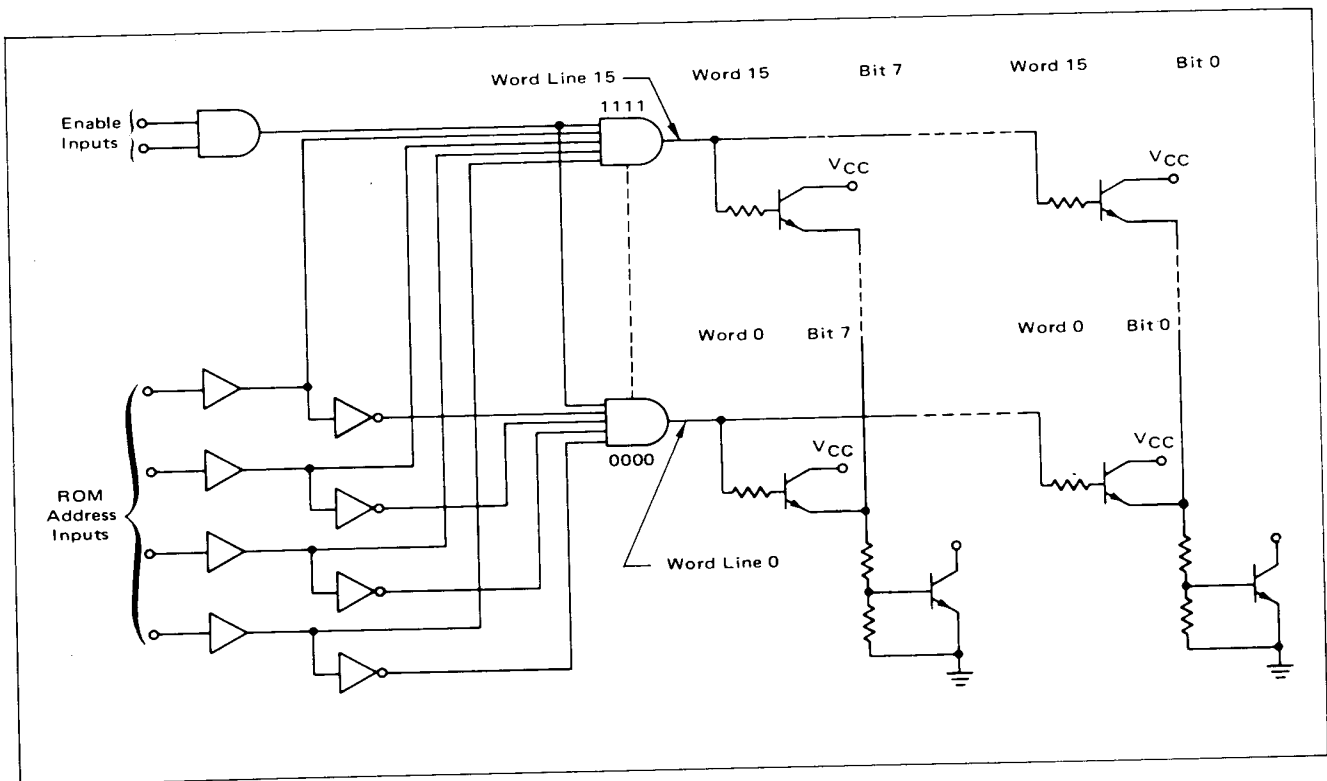 Word Line 15
Word 15
Bit 7
Word 15
Bit 0
Enable
Inputs
1111
VCC
VCC
Word 0
Bit 7
Word 0
Bit 0
0000
VCC
VCC
ROM
Address
Inputs
Word Line 0